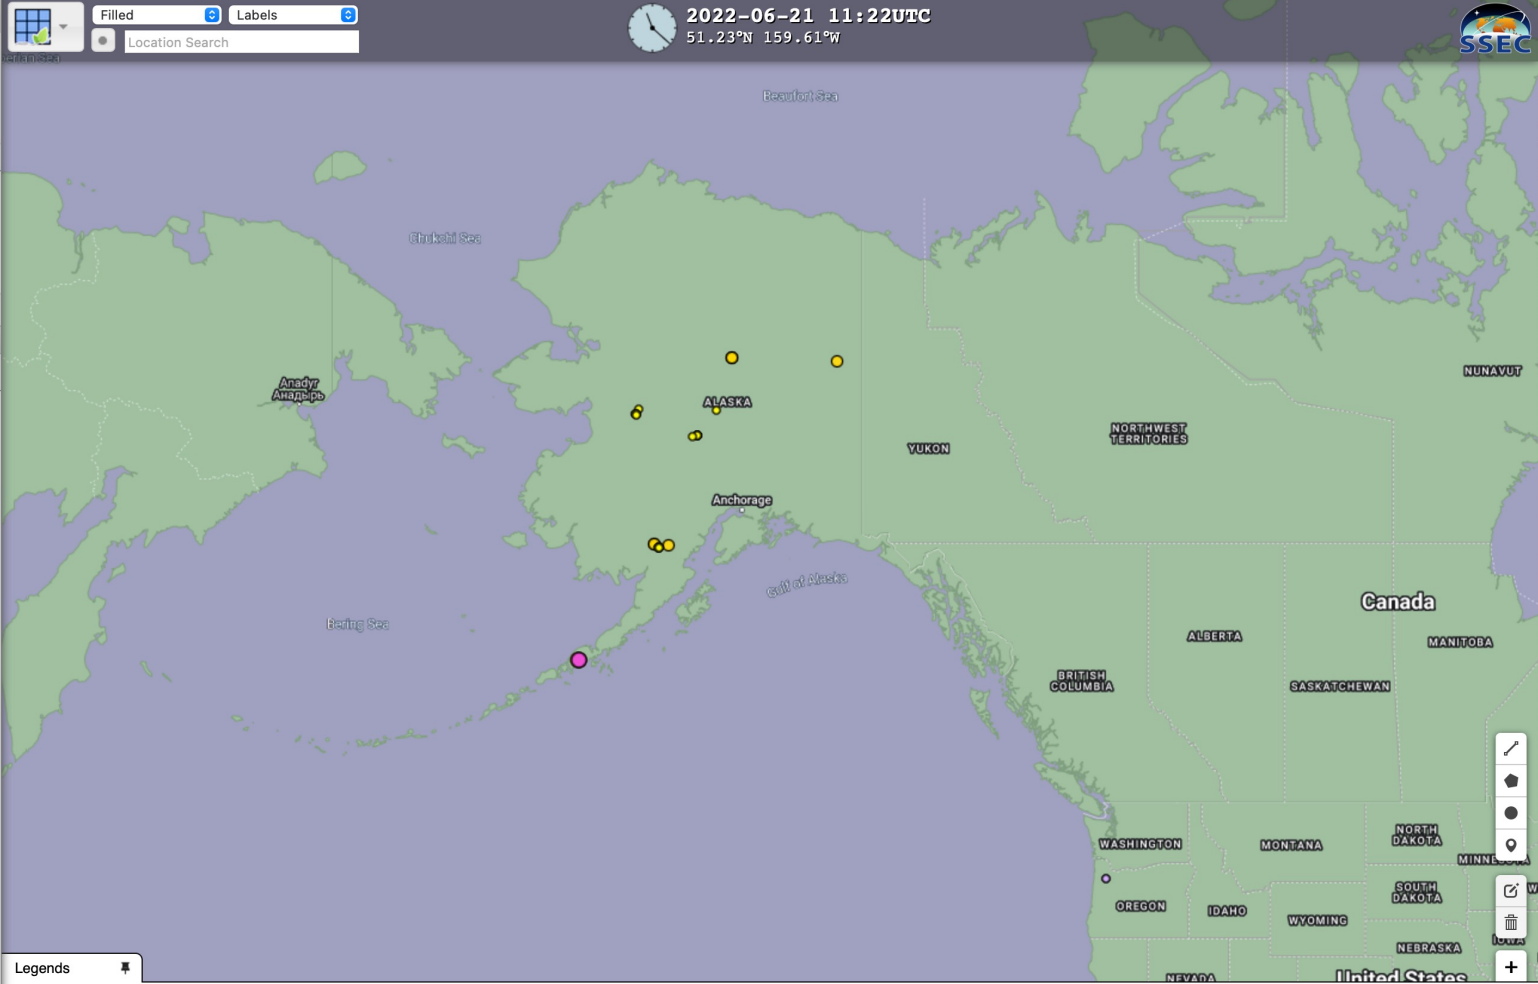 Filled
Labels
Location Search
2022-06-21 11:22UTC
51.23°N 159.61°W
SSEC
Beaufort Sea
Chukchi Sea
NUNAVUT
Anadyr
Анадырь
ALASKA
NORTHWEST
TERRITORIES
YUKON
Anchorage
Gulf of Alaska
Canada
Bering Sea
ALBERTA
MANITOBA
BRITISH
COLUMBIA
SASKATCHEWAN
WASHINGTON
MONTANA
NORTH
DAKOTA
OREGON
IDAHO
WYOMING
SOUTH
DAKOTA
NEBRASKA
IOWA
NEVADA
United States
Legends